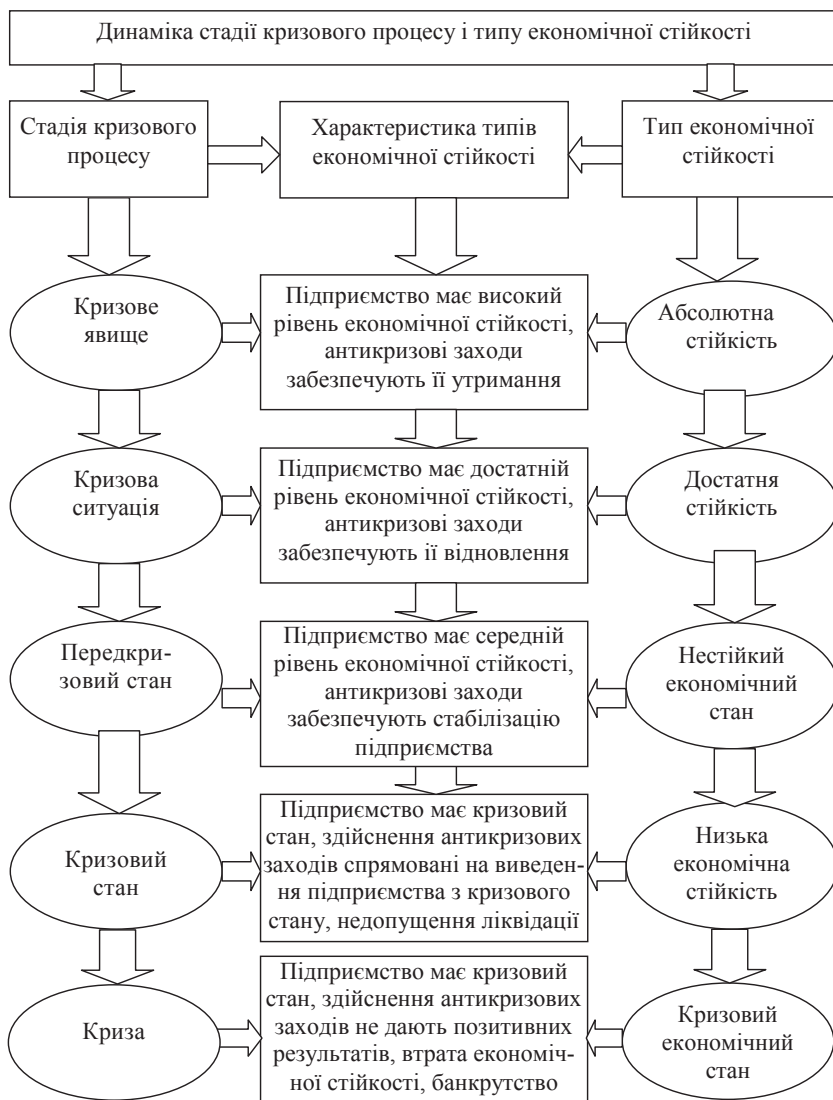 Динаміка стадії кризового процесу і типу економічної стійкості
Стадія кризового
процесу
Характеристика типів
економічної стійкості
Тип економічної
стійкості
Кризове
явище
Підприємство має високий
рівень економічної стійкості,
антикризові заходи
забезпечують її утримання
Абсолютна
стійкість
Кризова
ситуація
Підприємство має достатній
рівень економічної стійкості,
антикризові заходи
забезпечують ії відновлення
Достатня
стійкість
Передкри-
зовий стан
Підприємство має середній
рівень економічної стійкості,
антикризові заходи
забезпечують стабілізацію
підприємства
Нестійкий
економічний
стан
Кризовий
стан
Підприємство має кризовий
стан, здійснення антикризових
заходів спрямовані на виведен-
ня підприємства з кризового
стану, недопущення ліквідації
Низька
економічна
стійкість
Криза
Підприємство має кризовий
стан, здійснення антикризових
заходів не дають позитивних
результатів, втрата економіч-
ної стійкості, банкрутство
Кризовий
економічний
стан